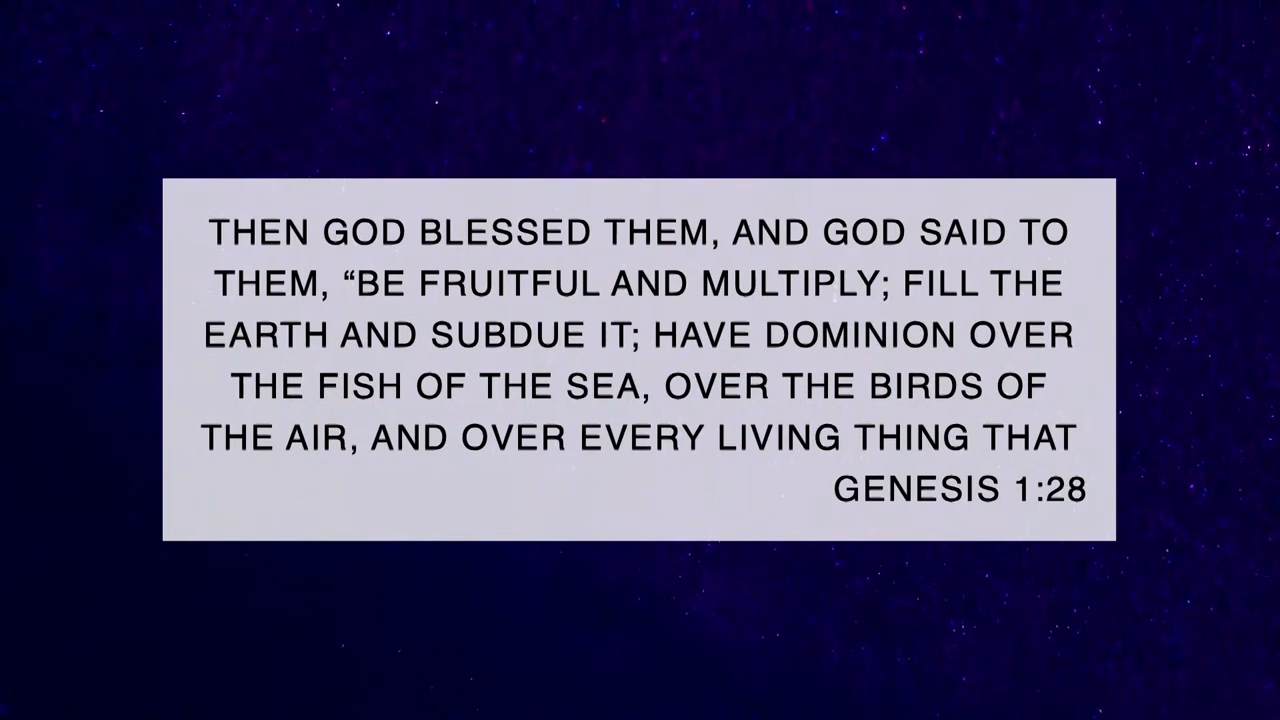 THEN GOD BLESSED THEM, AND GOD SAID TO
THEM, “BE FRUITFUL AND MULTIPLY; FILL THE
EARTH AND SUBDUE IT; HAVE DOMINION OVER
THE FISH OF THE SEA, OVER THE BIRDS OF
THE AIR, AND OVER EVERY LIVING THING THAT
GENESIS 1:28